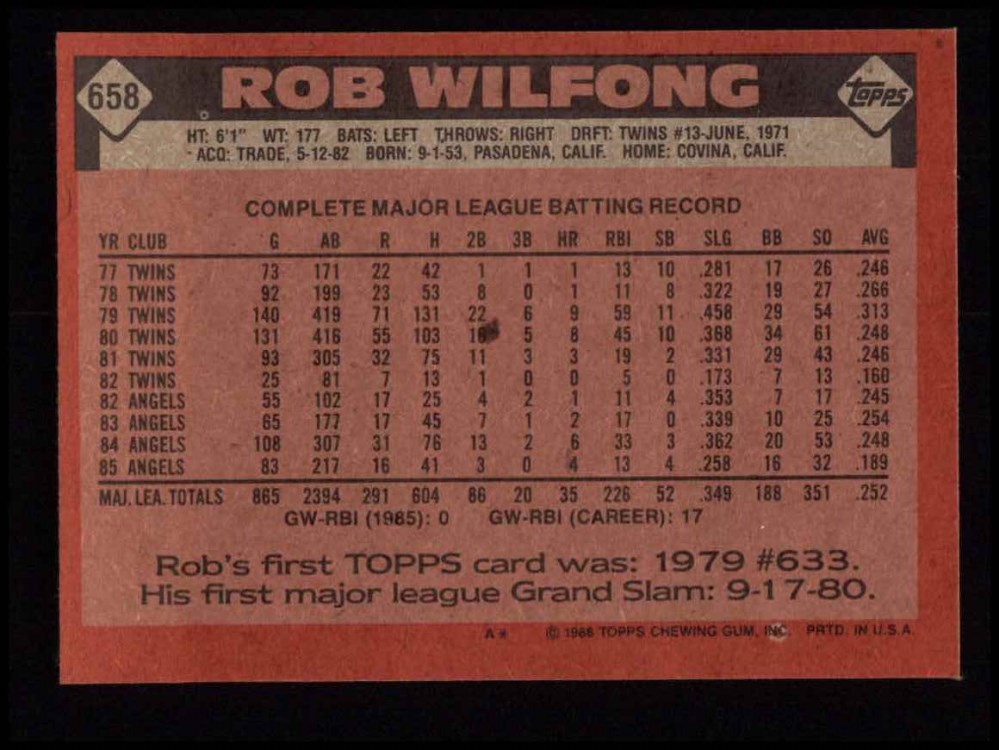 658 ROB WILFONG Topps
HT: 6'1" WT: 177 BATS: LEFT THROWS: RIGHT DRFT: TWINS #13-JUNE, 1971
ACQ: TRADE, 5-12-82 BORN: 9-1-53, PASADENA, CALIF. HOME: COVINA, CALIF.
COMPLETE MAJOR LEAGUE BATTING RECORD
YR CLUB G AB R H 2B 3B HR RBI SB SLG BB SO AVG
77 TWINS 73 171 22 42 1 1 1 13 10 .281 17 26 .246
78 TWINS 92 199 23 53 8 0 1 11 8 .322 19 27 .266
79 TWINS 140 419 71 131 22 6 9 59 11 .458 29 54 .313
80 TWINS 131 416 55 103 16 5 8 45 10 .368 34 61 .248
81 TWINS 93 305 32 75 11 3 3 19 2 .331 29 43 .246
82 TWINS 25 81 7 13 1 0 0 5 0 .173 7 13 .160
82 ANGELS 55 102 17 25 4 2 1 11 4 .353 7 17 .245
83 ANGELS 65 177 17 45 7 1 2 17 0 .339 10 25 .254
84 ANGELS 108 307 31 76 13 2 6 33 3 .362 20 53 .248
85 ANGELS 83 217 16 41 3 0 4 13 4 .258 16 32 .189
MAJ. LEA. TOTALS 865 2394 291 604 86 20 35 226 52 .349 188 351 .252
GW-RBI (1985): 0 GW-RBI (CAREER): 17
Rob's first TOPPS card was: 1979 #633.
His first major league Grand Slam: 9-17-80.
A* © 1986 TOPPS CHEWING GUM, INC. PRTD. IN U.S.A.